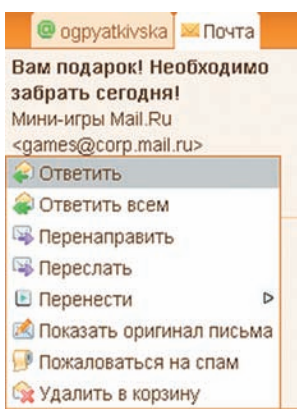 ogpyatkivska Почта
Вам подарок! Необходимо
забрать сегодня!
Мини-игры Mail.Ru
<games@corp.mail.ru>
Ответить
Ответить всем
Перенаправить
Переслать
Перенести
Показать оригинал письма
Пожаловаться на спам
Удалить в корзину